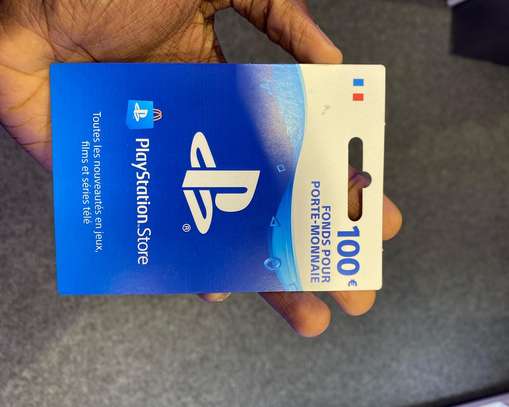 100€
FONDS POUR
PORTE-MONNAIE
®
PlayStation®Store
Toutes les nouveautés en jeux,
films et séries télé